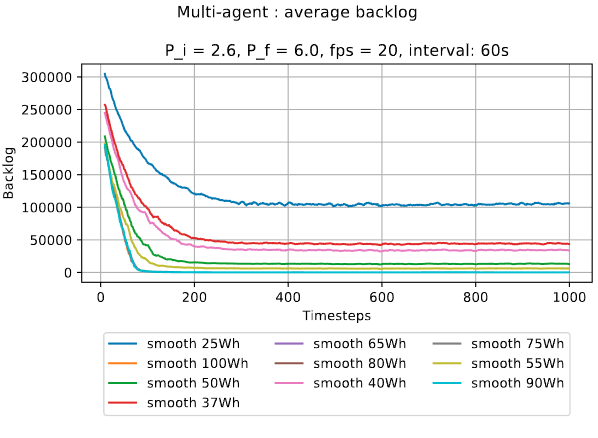 Multi-agent : average backlog
P_i = 2.6, P_f = 6.0, fps = 20, interval: 60s
300000
250000
200000
150000
100000
50000
0
Backlog
0 200 400 600 800 1000
Timesteps
smooth 25Wh smooth 65Wh smooth 75Wh
smooth 100Wh smooth 80Wh smooth 55Wh
smooth 50Wh smooth 40Wh smooth 90Wh
smooth 37Wh